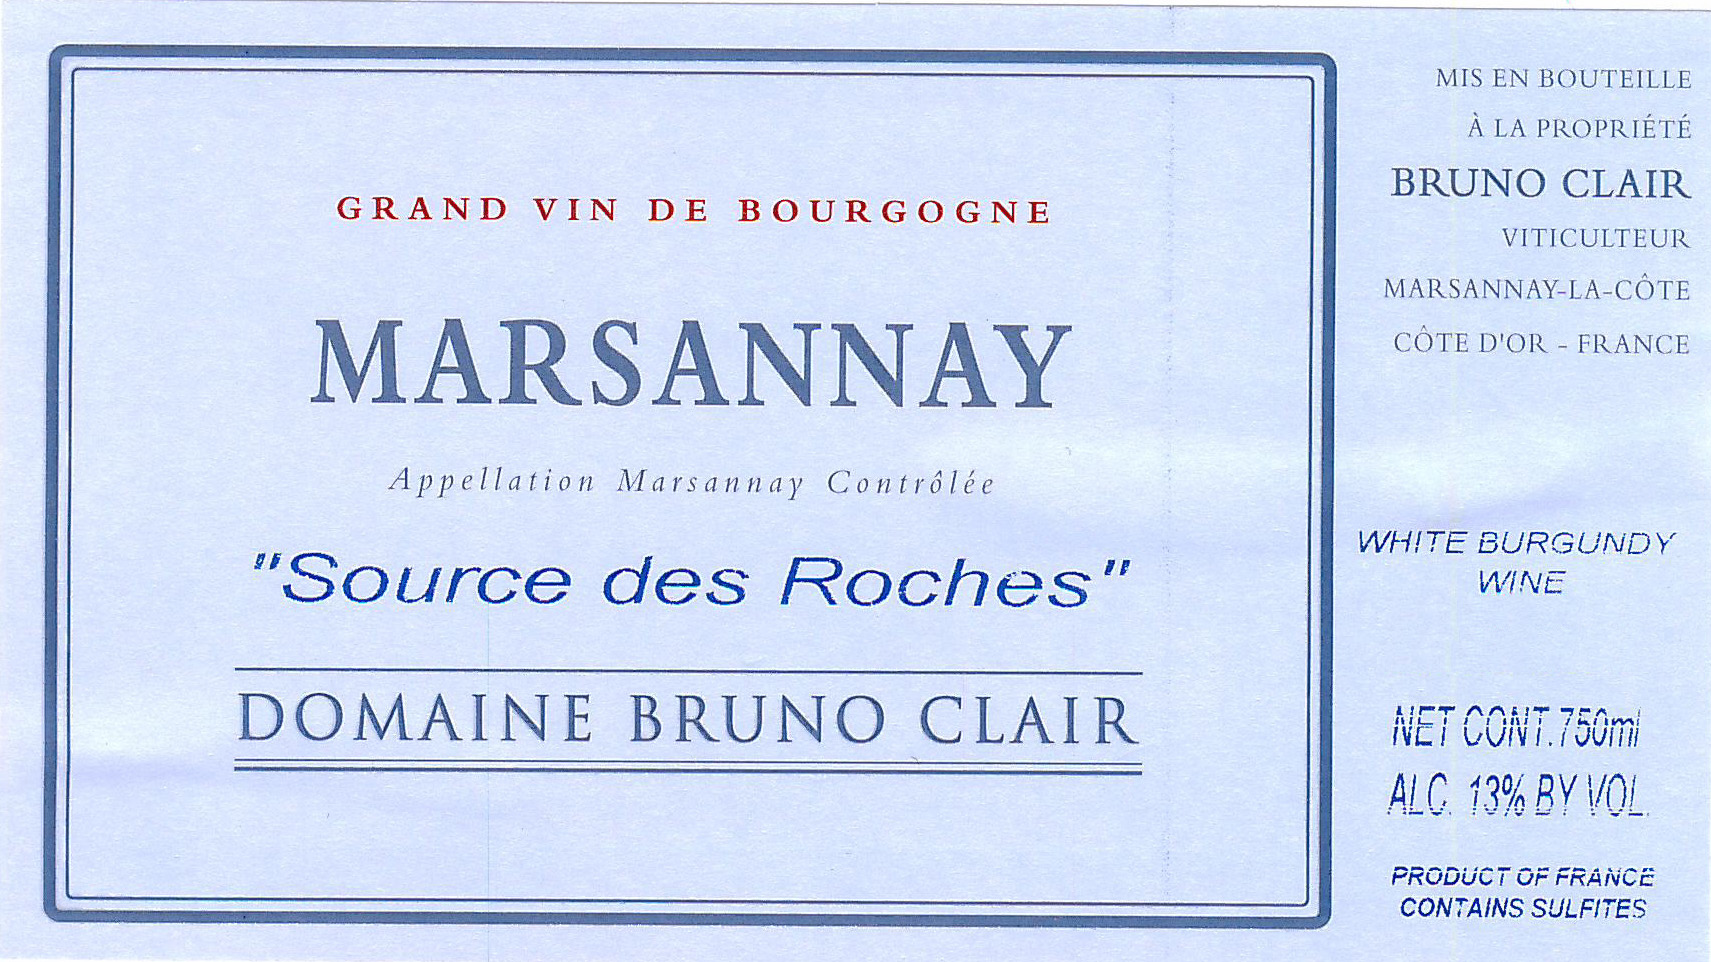 GRAND VIN DE BOURGOGNE
MARSANNAY
Appellation Marsannay Contrôlée
"Source des Roches"
DOMAINE BRUNO CLAIR
MIS EN BOUTEILLE
À LA PROPRIÉTÉ
BRUNO CLAIR
VITICULTEUR
MARSANNAY-LA-CÔTE
CÔTE D'OR - FRANCE
WHITE BURGUNDY
WINE
NET CONT.750ml
ALC. 13% BY VOL.
PRODUCT OF FRANCE
CONTAINS SULFITES